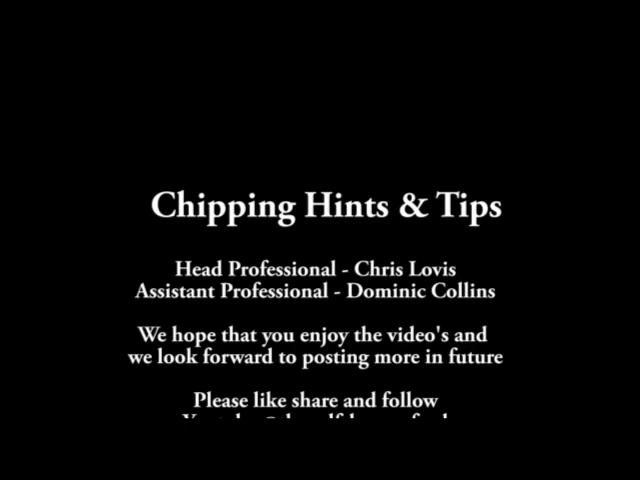 Chipping Hints & Tips
Head Professional - Chris Lovis
Assistant Professional - Dominic Collins
We hope that you enjoy the video's and
we look forward to posting more in future
Please like share and follow